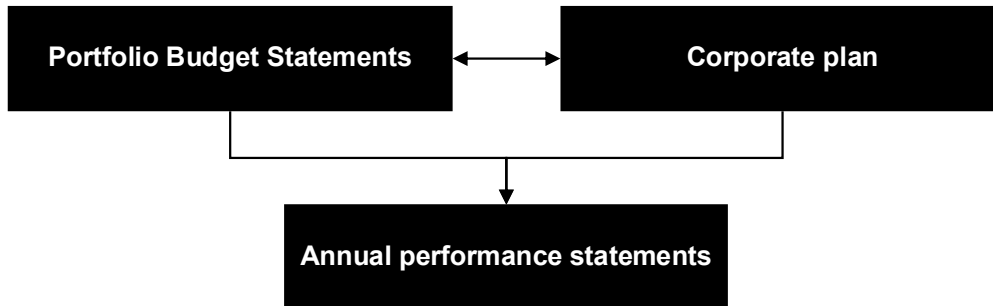 Portfolio Budget Statements
Corporate plan
Annual performance statements